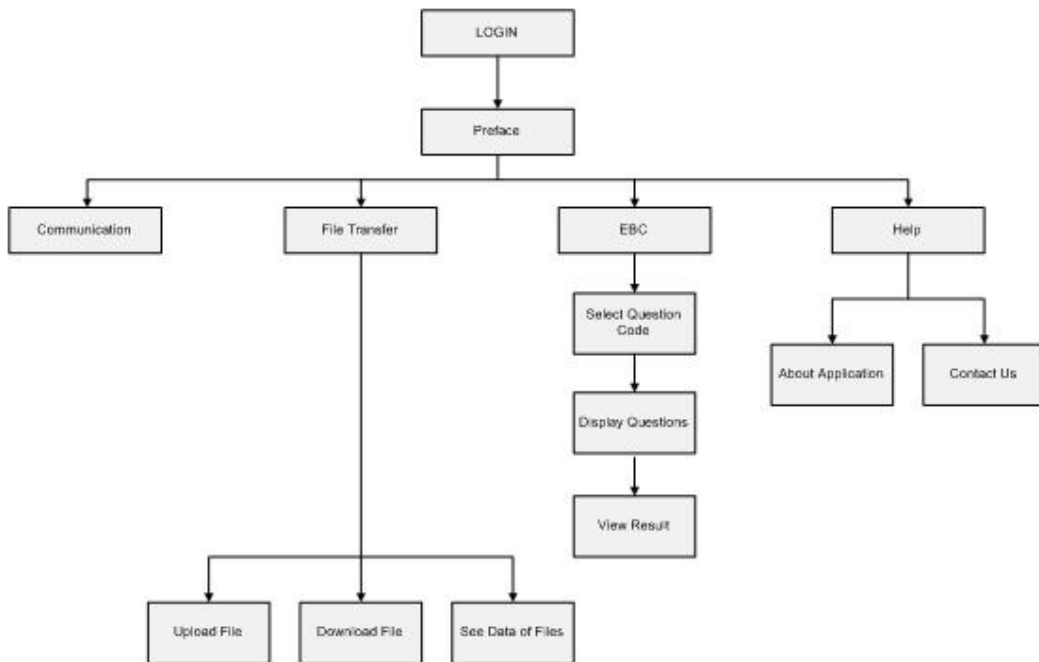 LOGIN
Preface
Communication
File Transfer
EBC
Help
Select Question
Code
About Application
Contact Us
Display Questions
View Result
Upload File
Download File
See Data of Files